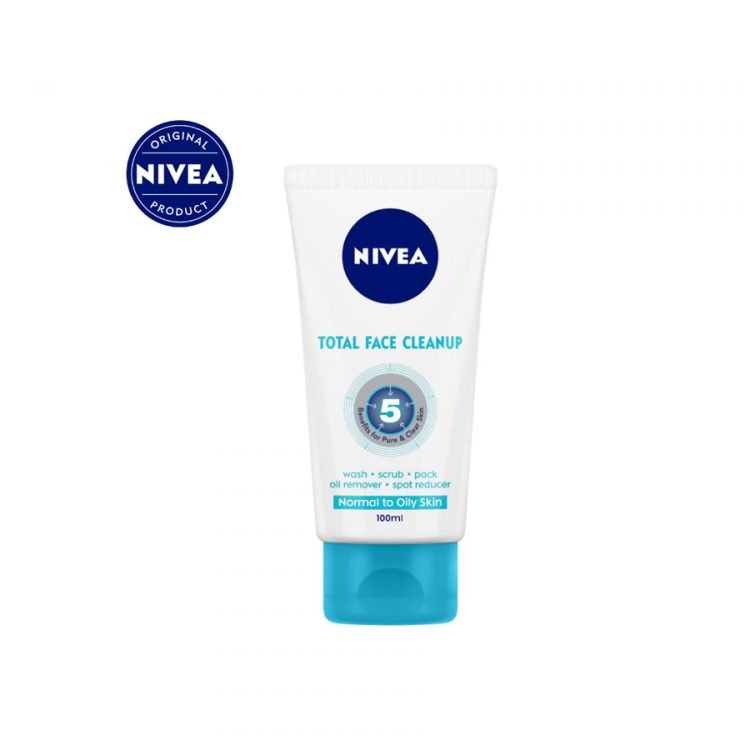 ORIGINAL
NIVEA
PRODUCT
NIVEA
TOTAL FACE CLEANUP
5
Benefits for Pure & Clear Skin
wash • scrub • pack
oil remover • spot reducer
Normal to Oily Skin
100ml